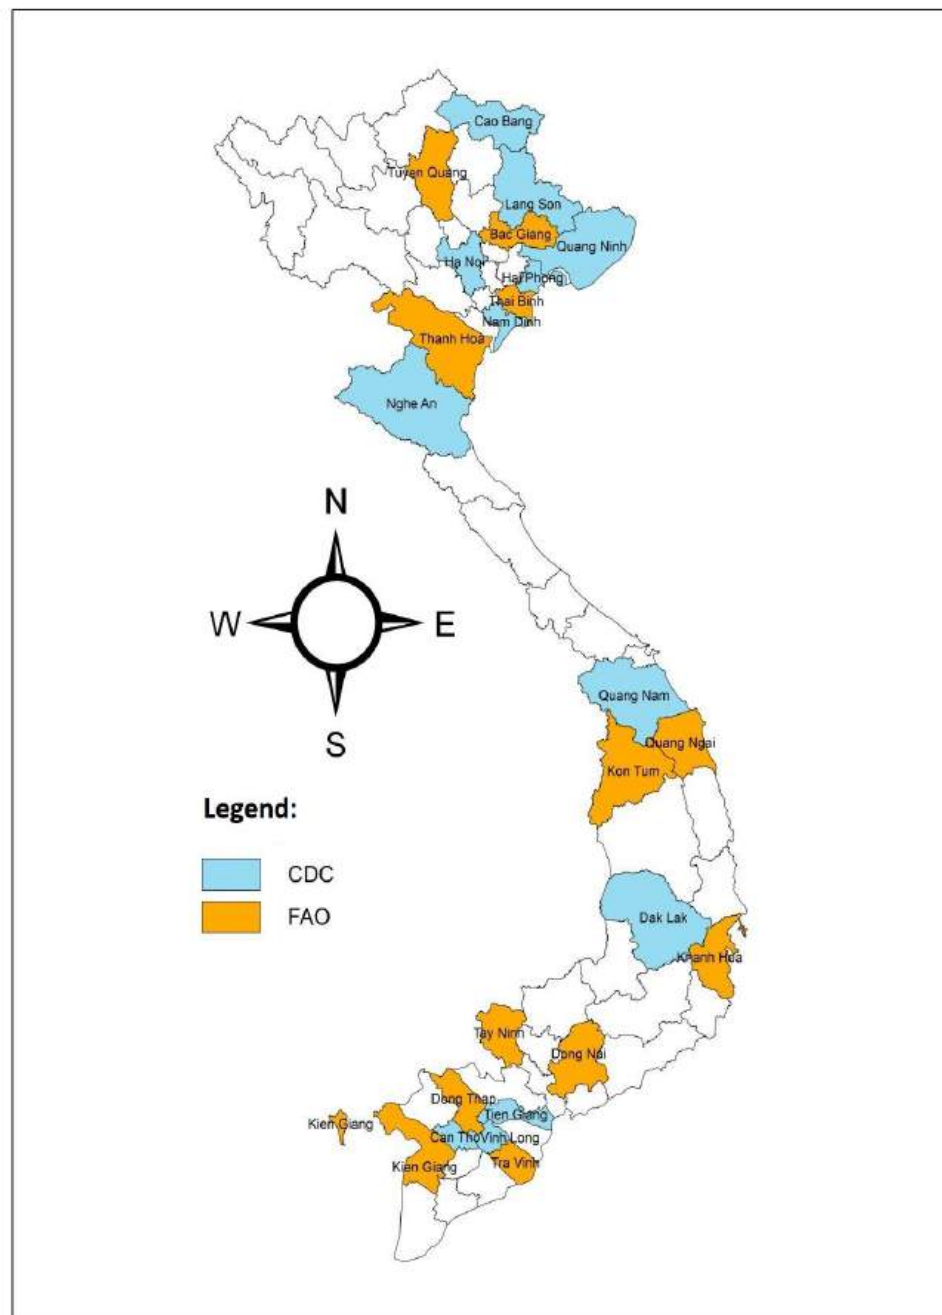 Cao Bang
Tuyen Quang
Lang Son
Bac Giang
Quang Ninh
Ha Noi
Hai Phong
Thai Binh
Nam Dinh
Thanh Hoa
Nghe An
N
W
E
S
Quang Nam
Quang Ngai
Kon Tum
Legend:
CDC
FAO
Dak Lak
Khanh Hoa
Tay Ninh
Dong Nai
Dong Thap
Tien Giang
Kien Giang
Can Tho
Vinh Long
Kien Giang
Tra Vinh